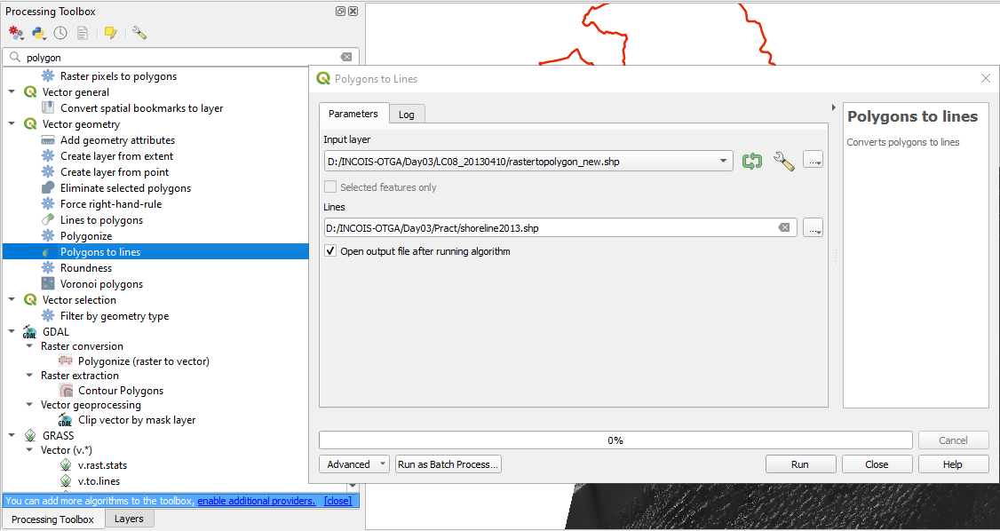 Processing Toolbox
polygon
Raster pixels to polygons
Vector general
Convert spatial bookmarks to layer
Vector geometry
Add geometry attributes
Create layer from extent
Create layer from point
Eliminate selected polygons
Force right-hand-rule
Lines to polygons
Polygonize
Polygons to lines
Roundness
Voronoi polygons
Vector selection
Filter by geometry type
GDAL
GDAL
Raster conversion
Polygonize (raster to vector)
Raster extraction
Contour Polygons
Vector geoprocessing
GDAL
Clip vector by mask layer
GRASS
Vector (v.*)
v.rast.stats
v.to.lines
You can add more algorithms to the toolbox, enable additional providers. [close]
Processing Toolbox
Layers
Polygons to Lines
Parameters
Log
Input layer
D:/INCOIS-OTGA/Day03/LC08_20130410/rastertopolygon_new.shp
...
Selected features only
Lines
D:/INCOIS-OTGA/Day03/Pract/shoreline2013.shp
...
Open output file after running algorithm
Polygons to lines
Converts polygons to lines
0%
Cancel
Advanced
Run as Batch Process...
Run
Close
Help